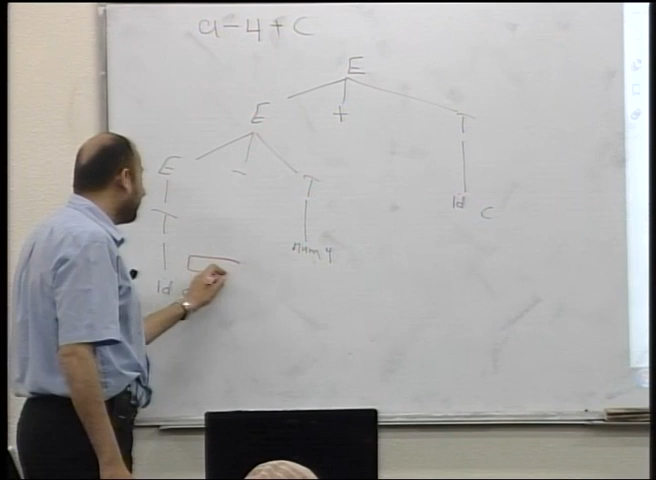 a - 4 + C
E
E + T
E - T
T
Id C
num 4
Id a